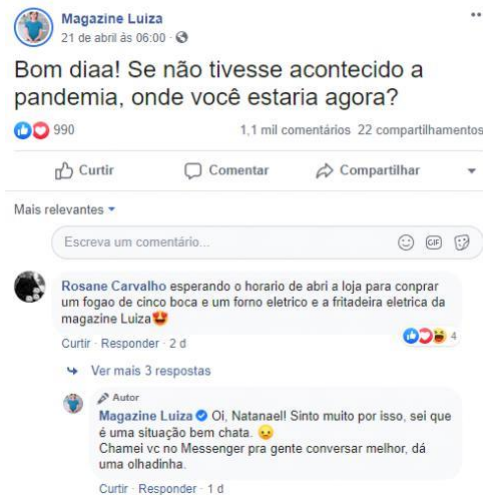 Magazine Luiza
21 de abril às 06:00 ·
Bom diaa! Se não tivesse acontecido a
pandemia, onde você estaria agora?
990
1,1 mil comentários 22 compartilhamentos
Curtir Comentar Compartilhar
Mais relevantes
Escreva um comentário...
GIF
Rosane Carvalho esperando o horario de abri a loja para conprar
um fogao de cinco boca e um forno eletrico e a fritadeira eletrica da
magazine Luiza
4
Curtir · Responder · 2 d
Ver mais 3 respostas
Autor
Magazine Luiza Oi, Natanael! Sinto muito por isso, sei que
é uma situação bem chata.
Chamei vc no Messenger pra gente conversar melhor, dá
uma olhadinha.
Curtir · Responder · 1 d